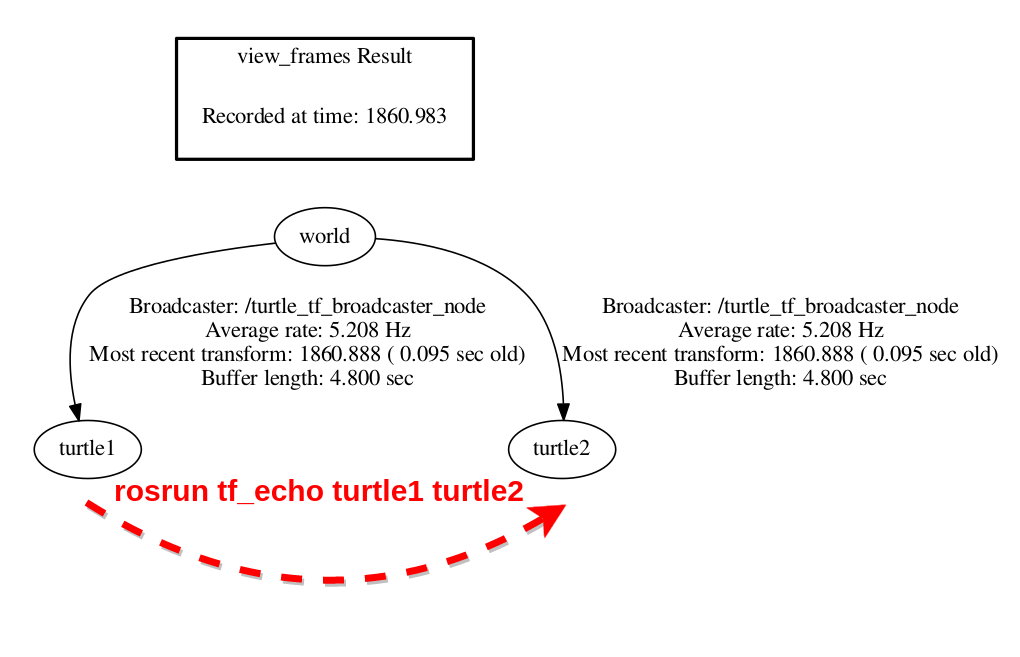 view_frames Result
Recorded at time: 1860.983
world
Broadcaster: /turtle_tf_broadcaster_node
Average rate: 5.208 Hz
Most recent transform: 1860.888 ( 0.095 sec old)
Buffer length: 4.800 sec
Broadcaster: /turtle_tf_broadcaster_node
Average rate: 5.208 Hz
Most recent transform: 1860.888 ( 0.095 sec old)
Buffer length: 4.800 sec
turtle1
turtle2
rosrun tf_echo turtle1 turtle2